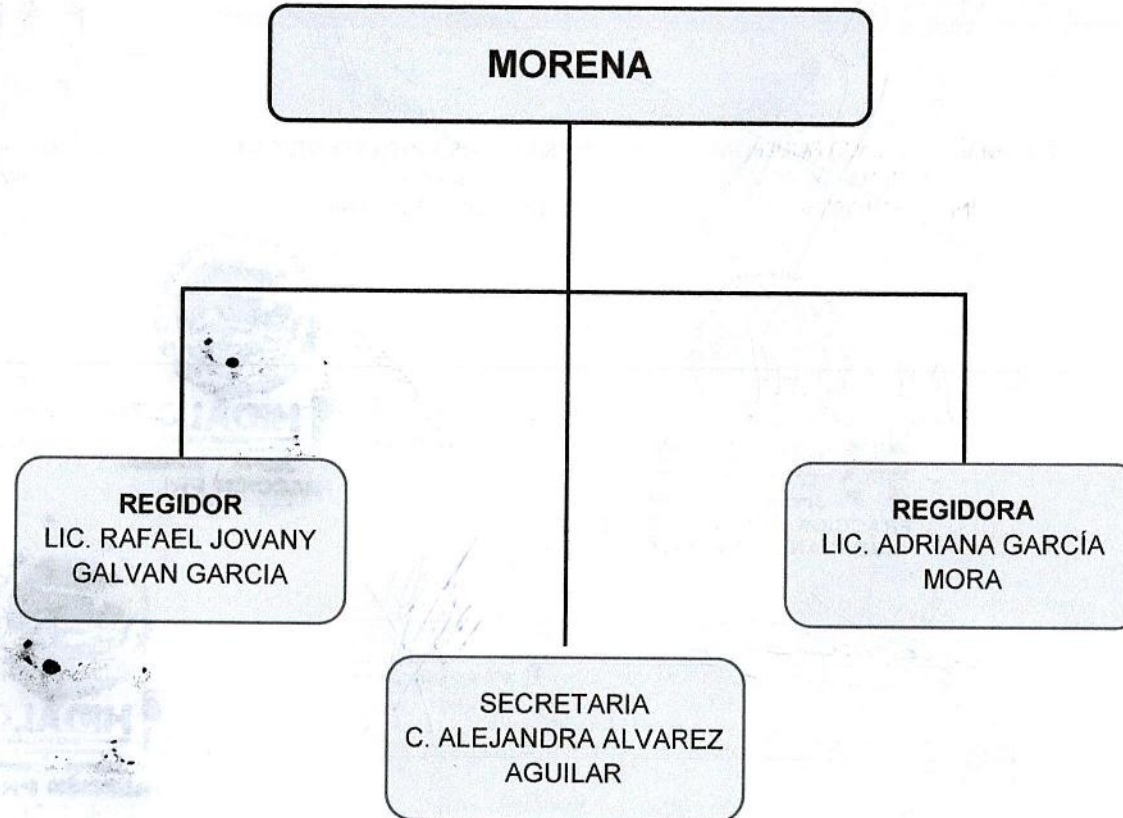 MORENA
REGIDOR
LIC. RAFAEL JOVANY
GALVAN GARCIA
REGIDORA
LIC. ADRIANA GARCÍA
MORA
SECRETARIA
C. ALEJANDRA ALVAREZ
AGUILAR